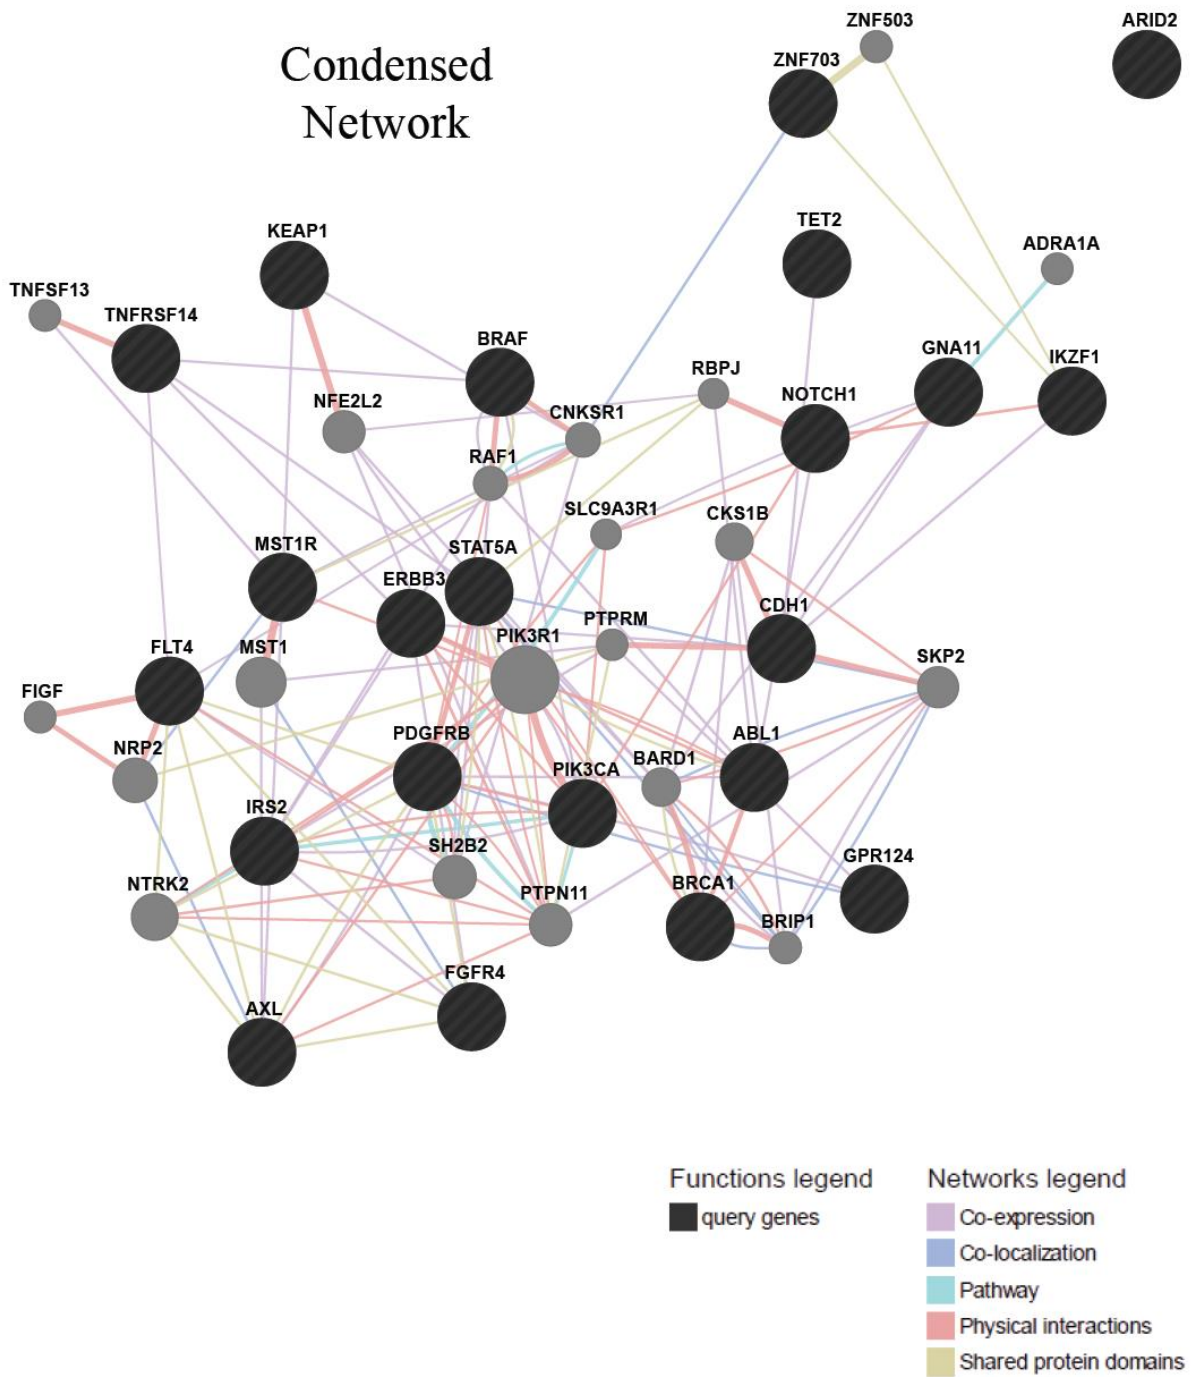 Condensed
Network
ZNF503
ARID2
ZNF703
TET2
KEAP1
ADRA1A
TNFSF13
TNFRSF14
BRAF
GNA11
IKZF1
RBPJ
NFE2L2
CNKSR1
NOTCH1
RAF1
SLC9A3R1
CKS1B
MST1R
STAT5A
ERBB3
CDH1
PTPRM
PIK3R1
FLT4
MST1
SKP2
FIGF
PDGFRB
ABL1
NRP2
BARD1
PIK3CA
IRS2
SH2B2
GPR124
NTRK2
PTPN11
BRCA1
BRIP1
FGFR4
AXL
Functions legend
query genes
Networks legend
Co-expression
Co-localization
Pathway
Physical interactions
Shared protein domains